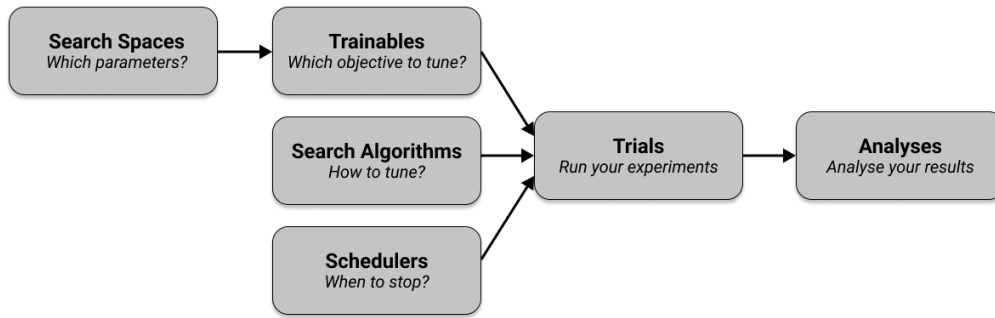 Search Spaces
Which parameters?
Trainables
Which objective to tune?
Search Algorithms
How to tune?
Schedulers
When to stop?
Trials
Run your experiments
Analyses
Analyse your results